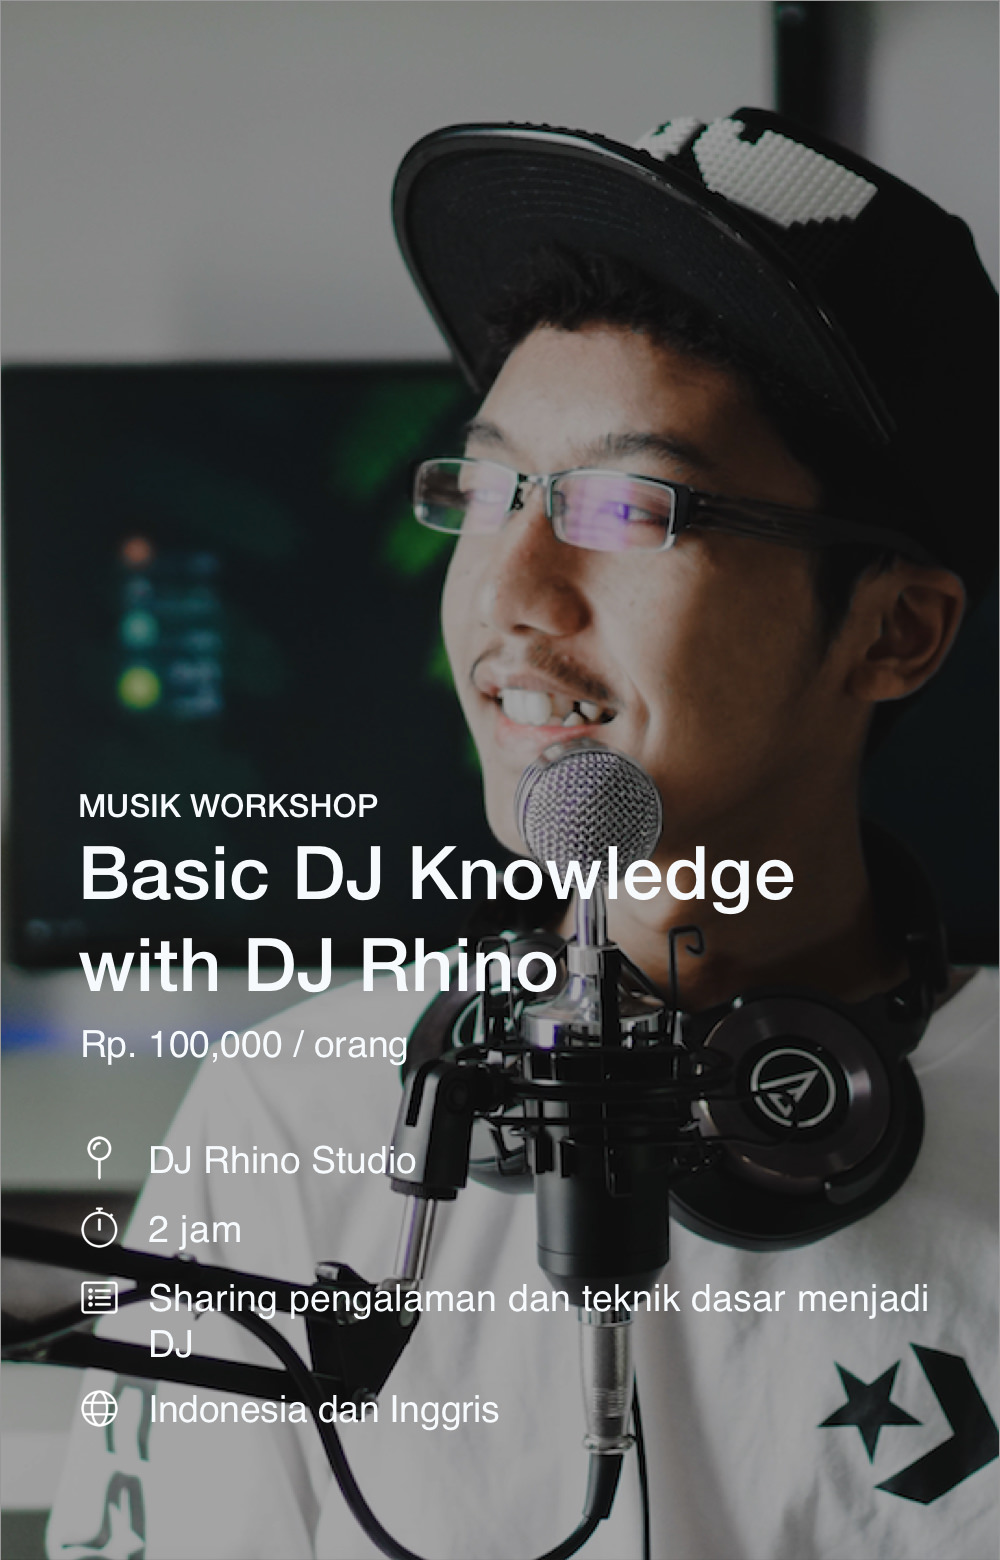 MUSIK WORKSHOP
Basic DJ Knowledge
with DJ Rhino
Rp. 100,000 / orang
DJ Rhino Studio
2 jam
Sharing pengalaman dan teknik dasar menjadi
DJ
Indonesia dan Inggris